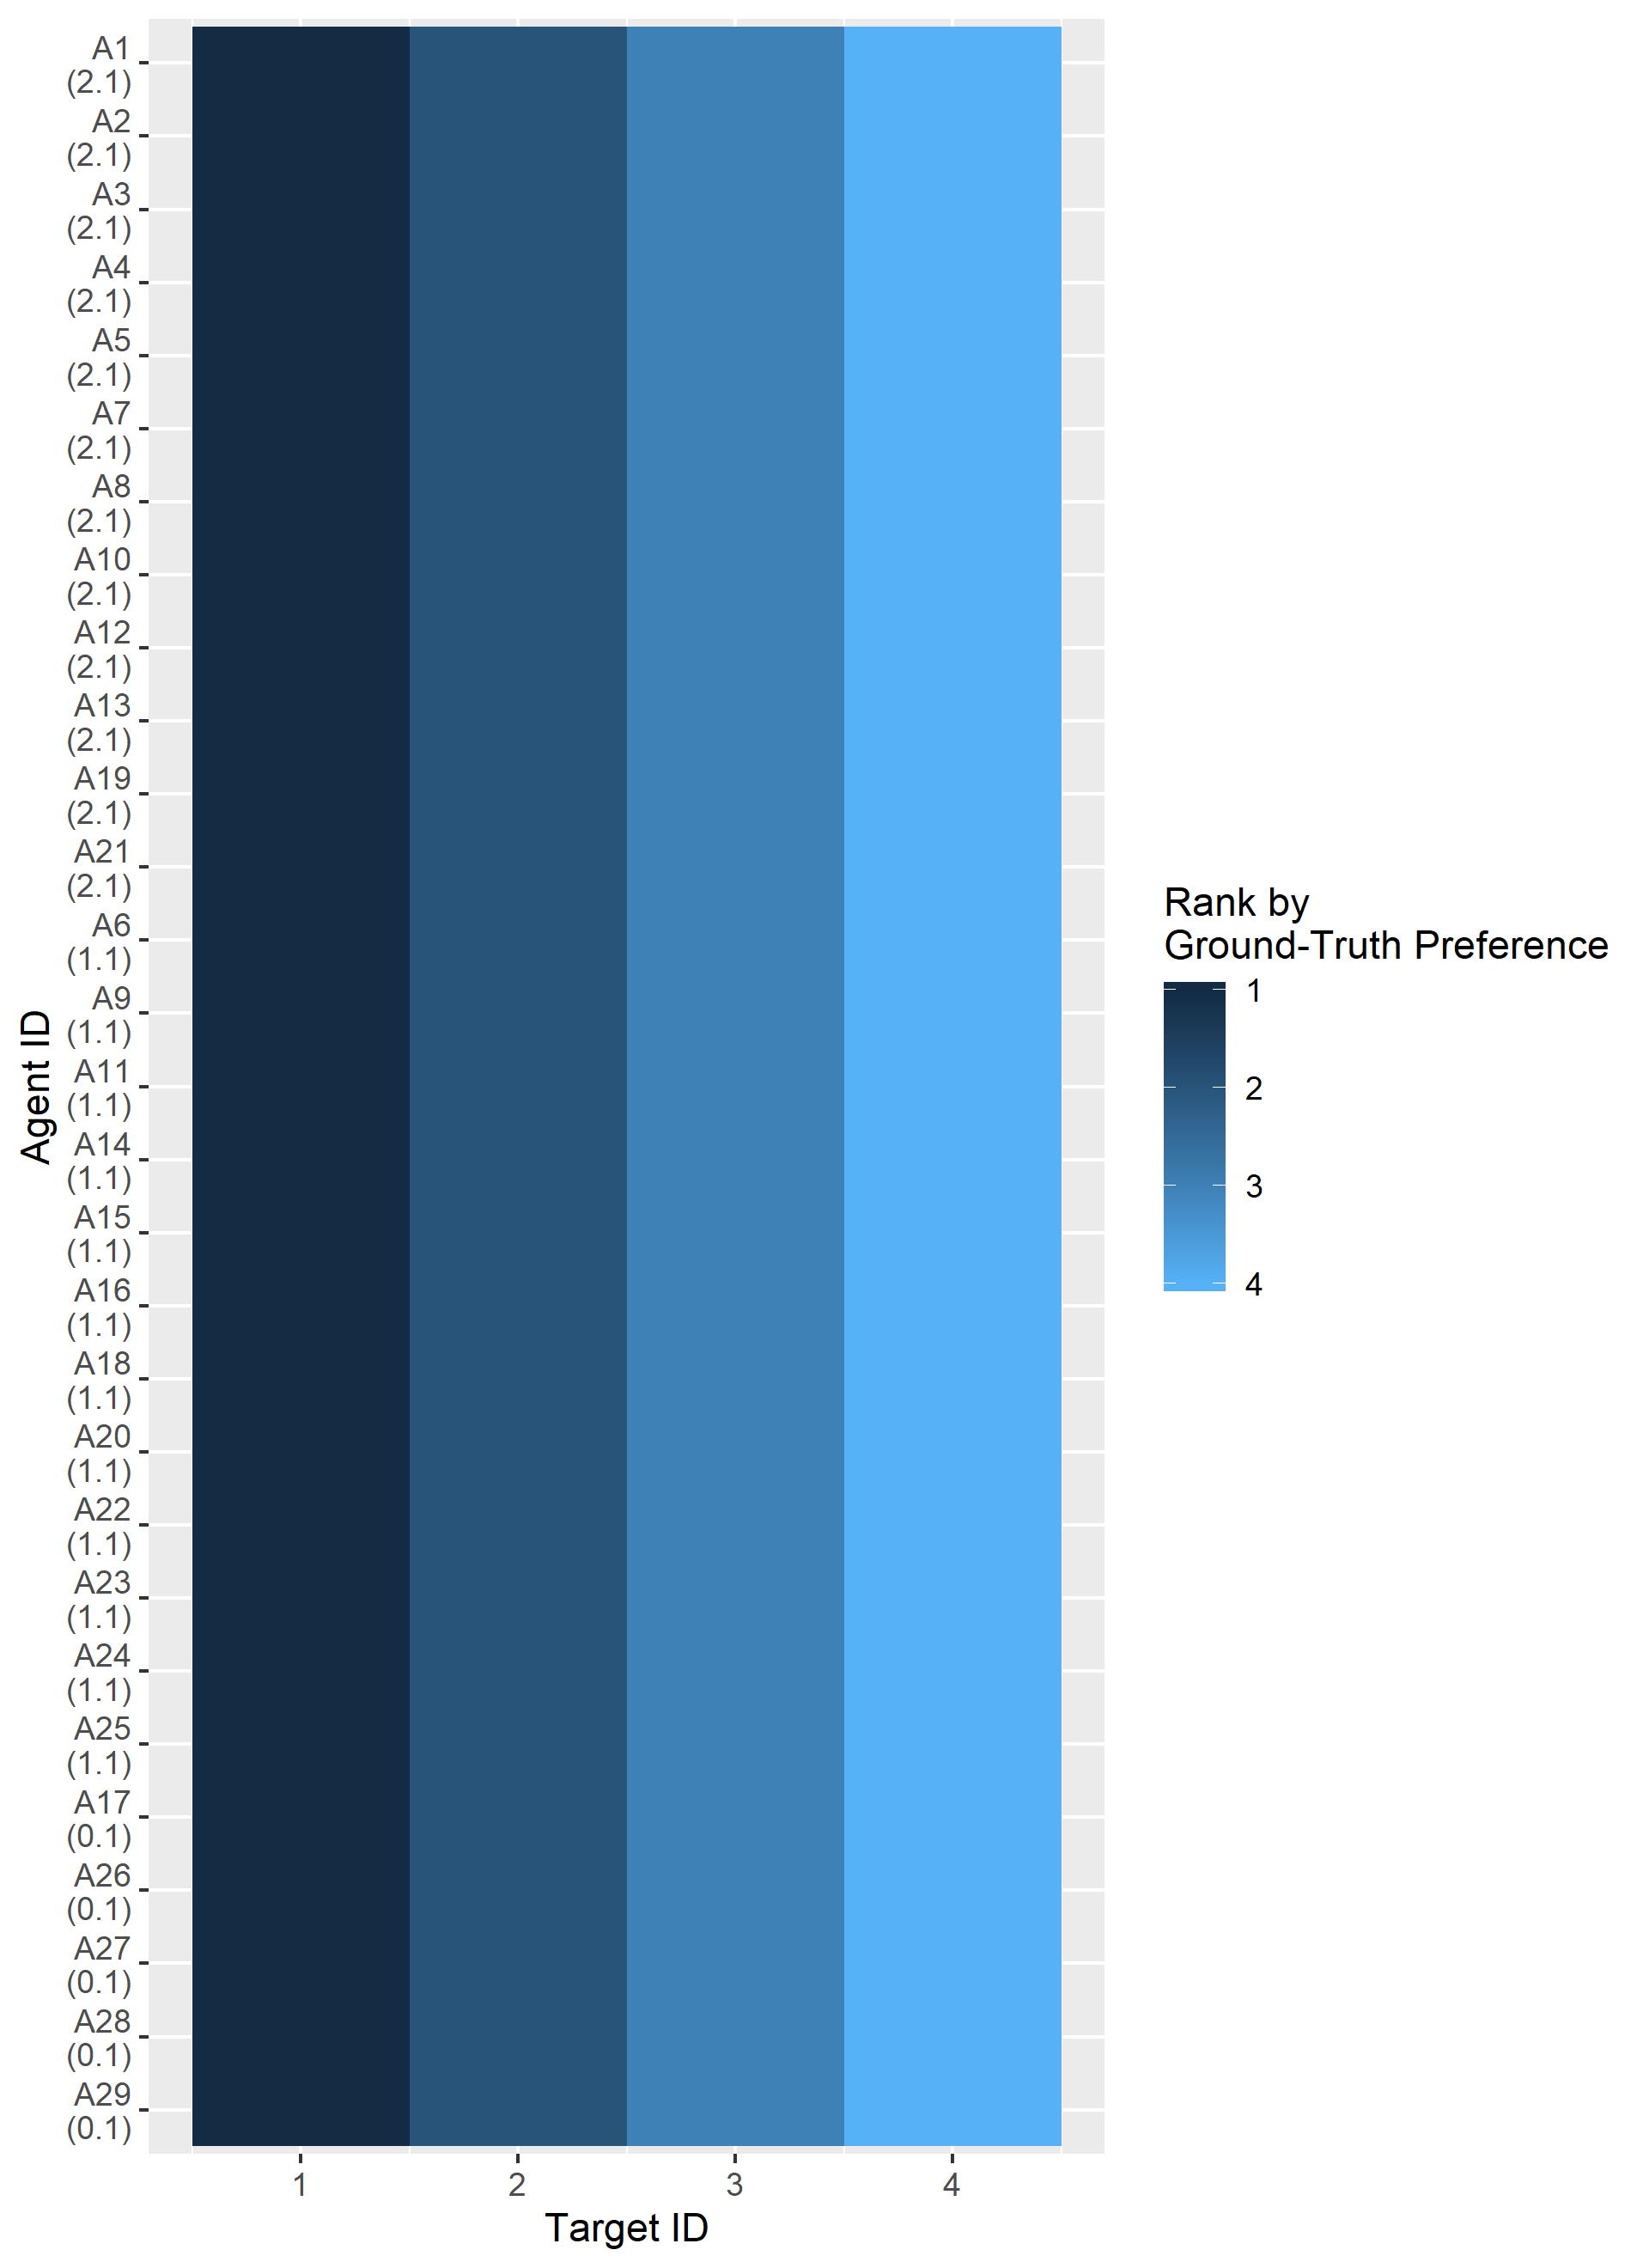 A1
(2.1)
A2
(2.1)
A3
(2.1)
A4
(2.1)
A5
(2.1)
A7
(2.1)
A8
(2.1)
A10
(2.1)
A12
(2.1)
A13
(2.1)
A19
(2.1)
A21
(2.1)
A6
(1.1)
A9
(1.1)
A11
(1.1)
A14
(1.1)
A15
(1.1)
A16
(1.1)
A18
(1.1)
A20
(1.1)
A22
(1.1)
A23
(1.1)
A24
(1.1)
A25
(1.1)
A17
(0.1)
A26
(0.1)
A27
(0.1)
A28
(0.1)
A29
(0.1)
Agent ID
1 2 3 4
Target ID
Rank by
Ground-Truth Preference
1
2
3
4